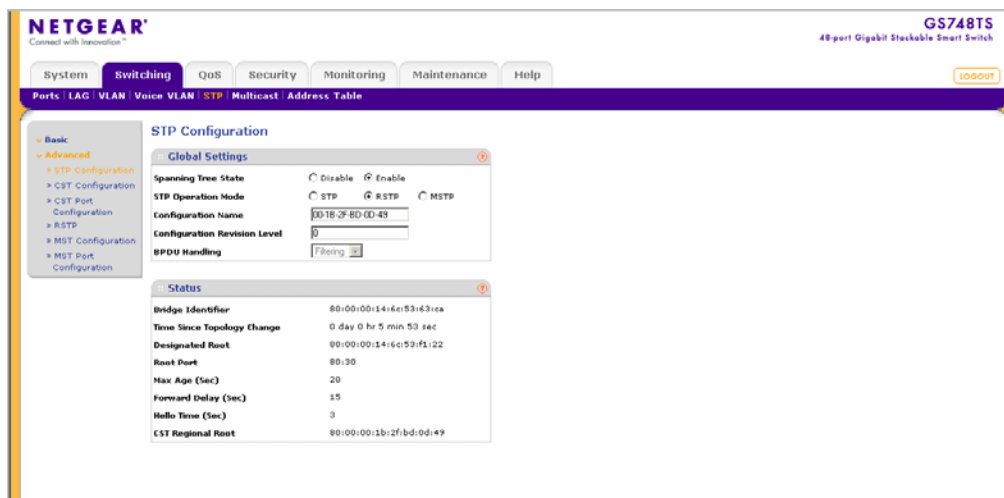 NETGEAR
Connect with Innovation™
GS748TS
48-port Gigabit Stackable Smart Switch
System Switching QoS Security Monitoring Maintenance Help
LOGOUT
Ports LAG VLAN Voice VLAN STP Multicast Address Table
Basic
Advanced
» STP Configuration
» CST Configuration
» CST Port
Configuration
» RSTP
» MST Configuration
» MST Port
Configuration
STP Configuration
Global Settings
Spanning Tree State Disable Enable
STP Operation Mode STP RSTP MSTP
Configuration Name 00-1B-2F-BD-0D-49
Configuration Revision Level 0
BPDU Handling Filtering
Status
Bridge Identifier 80:00:00:14:6c:53:63:ca
Time Since Topology Change 0 day 0 hr 5 min 53 sec
Designated Root 00:00:00:14:6c:53:f1:22
Root Port 80:30
Max Age (Sec) 20
Forward Delay (Sec) 15
Hello Time (Sec) 3
CST Regional Root 80:00:00:1b:2f:bd:0d:49